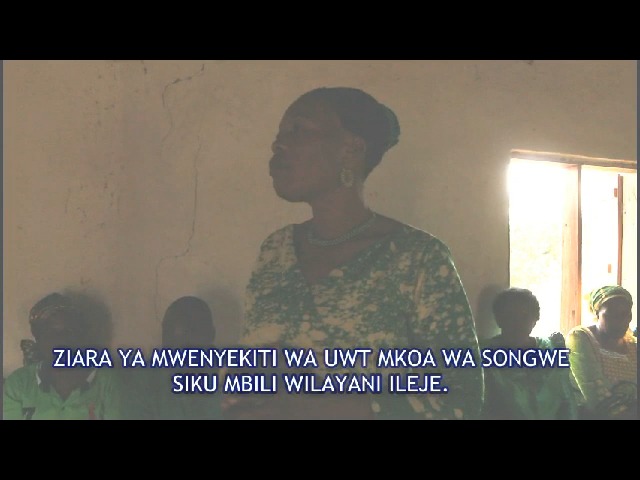 ZIARA YA MWENYEKITI WA UWT MKOA WA SONGWE
SIKU MBILI WILAYANI ILEJE.